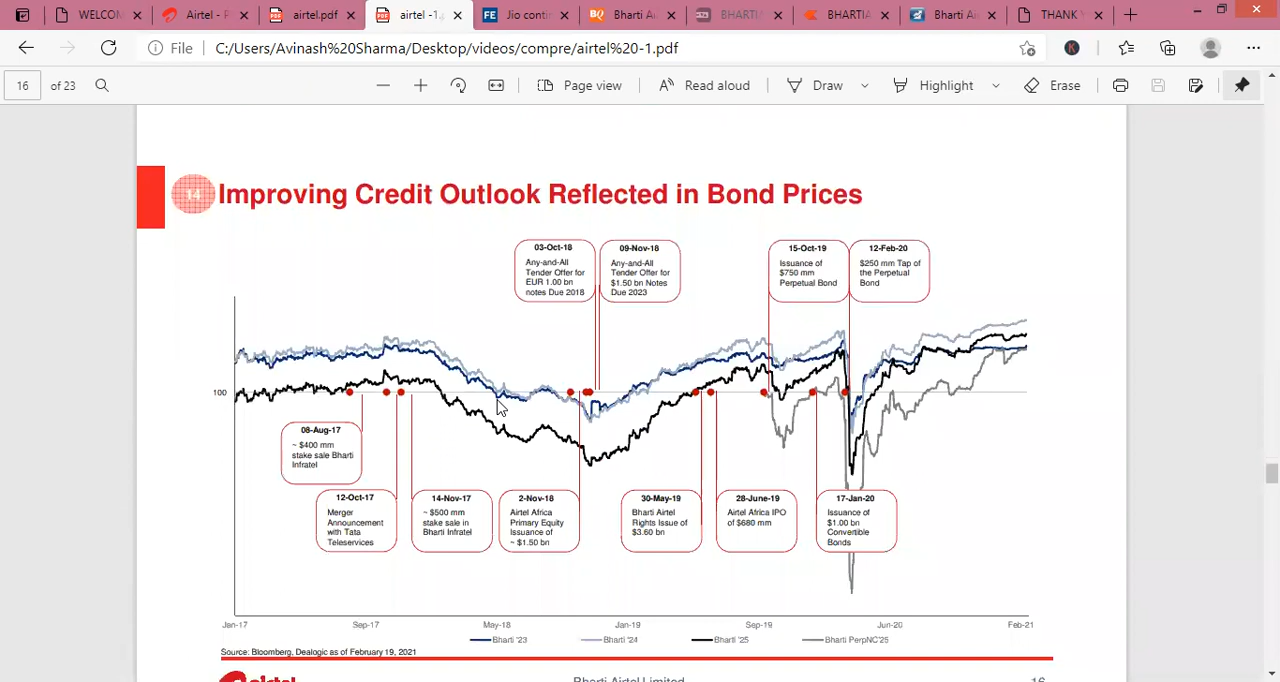 WELCOM
Airtel - P
airtel.pdf
airtel -1.
Jio conti
Bharti A
BHARTI
BHARTIA
Bharti Ai
THANK Y
File
C:/Users/Avinash%20Sharma/Desktop/videos/compre/airtel%20-1.pdf
16 of 23
Page view
Read aloud
Draw
Highlight
Erase
14
Improving Credit Outlook Reflected in Bond Prices
03-Oct-18
Any-and-All
Tender Offer for
EUR 1.00 bn
notes Due 2018
09-Nov-18
Any-and-All
Tender Offer for
$1.50 bn Notes
Due 2023
15-Oct-19
Issuance of
$750 mm
Perpetual Bond
12-Feb-20
$250 mm Tap of
the Perpetual
Bond
100
08-Aug-17
~ $400 mm
stake sale Bharti
Infratel
12-Oct-17
Merger
Announcement
with Tata
Teleservices
14-Nov-17
~ $500 mm
stake sale in
Bharti Infratel
2-Nov-18
Airtel Africa
Primary Equity
Issuance of
~ $1.50 bn
30-May-19
Bharti Airtel
Rights Issue of
$3.60 bn
28-June-19
Airtel Africa IPO
of $680 mm
17-Jan-20
Issuance of
$1.00 bn
Convertible
Bonds
Jan-17 Sep-17 May-18 Jan-19 Sep-19 Jun-20 Feb-21
Bharti '23 Bharti '24 Bharti '25 Bharti PerpNC'25
Source: Bloomberg, Dealogic as of February 19, 2021
airtel
Bharti Airtel Limited
16